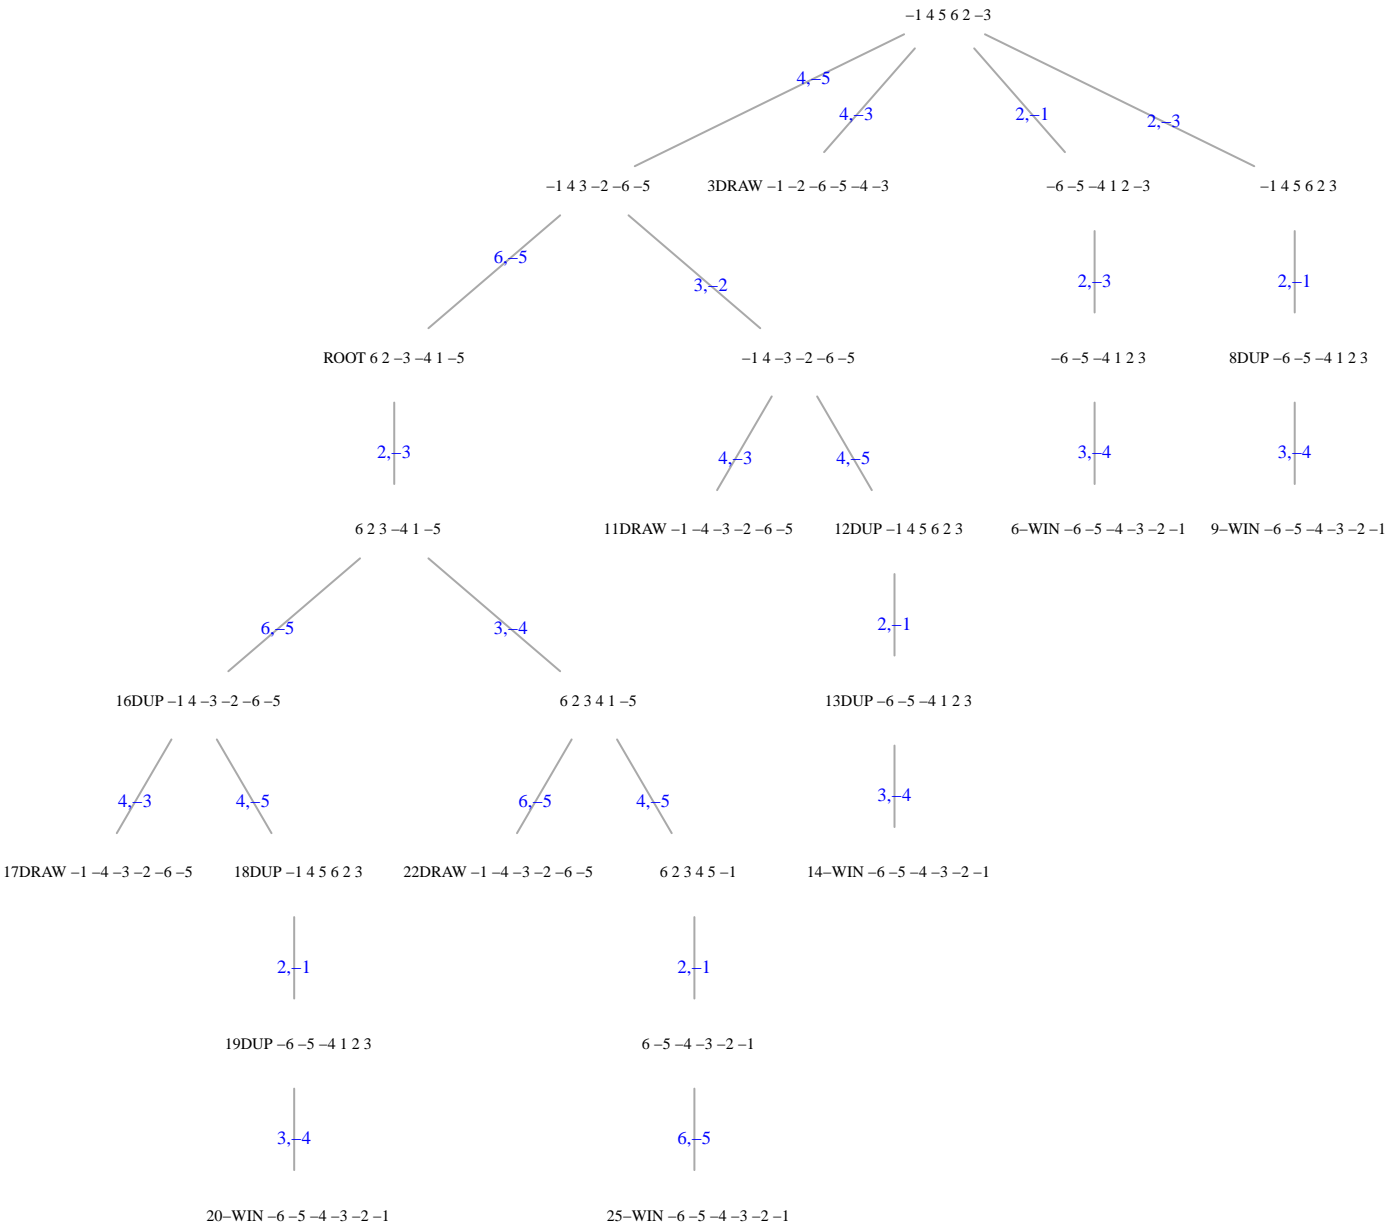 –1 4 5 6 2 –3
4,–5
4,–3
2,–1
2,–3
–1 4 3 –2 –6 –5
3DRAW –1 –2 –6 –5 –4 –3
–6 –5 –4 1 2 –3
–1 4 5 6 2 3
6,–5
3,–2
2,–3
2,–1
ROOT 6 2 –3 –4 1 –5
–1 4 –3 –2 –6 –5
–6 –5 –4 1 2 3
8DUP –6 –5 –4 1 2 3
2,–3
4,–3
4,–5
3,–4
3,–4
6 2 3 –4 1 –5
11DRAW –1 –4 –3 –2 –6 –5
12DUP –1 4 5 6 2 3
6–WIN –6 –5 –4 –3 –2 –1
9–WIN –6 –5 –4 –3 –2 –1
6,–5
3,–4
2,–1
16DUP –1 4 –3 –2 –6 –5
6 2 3 4 1 –5
13DUP –6 –5 –4 1 2 3
4,–3
4,–5
6,–5
4,–5
3,–4
17DRAW –1 –4 –3 –2 –6 –5
18DUP –1 4 5 6 2 3
22DRAW –1 –4 –3 –2 –6 –5
6 2 3 4 5 –1
14–WIN –6 –5 –4 –3 –2 –1
2,–1
2,–1
19DUP –6 –5 –4 1 2 3
6 –5 –4 –3 –2 –1
3,–4
6,–5
20–WIN –6 –5 –4 –3 –2 –1
25–WIN –6 –5 –4 –3 –2 –1